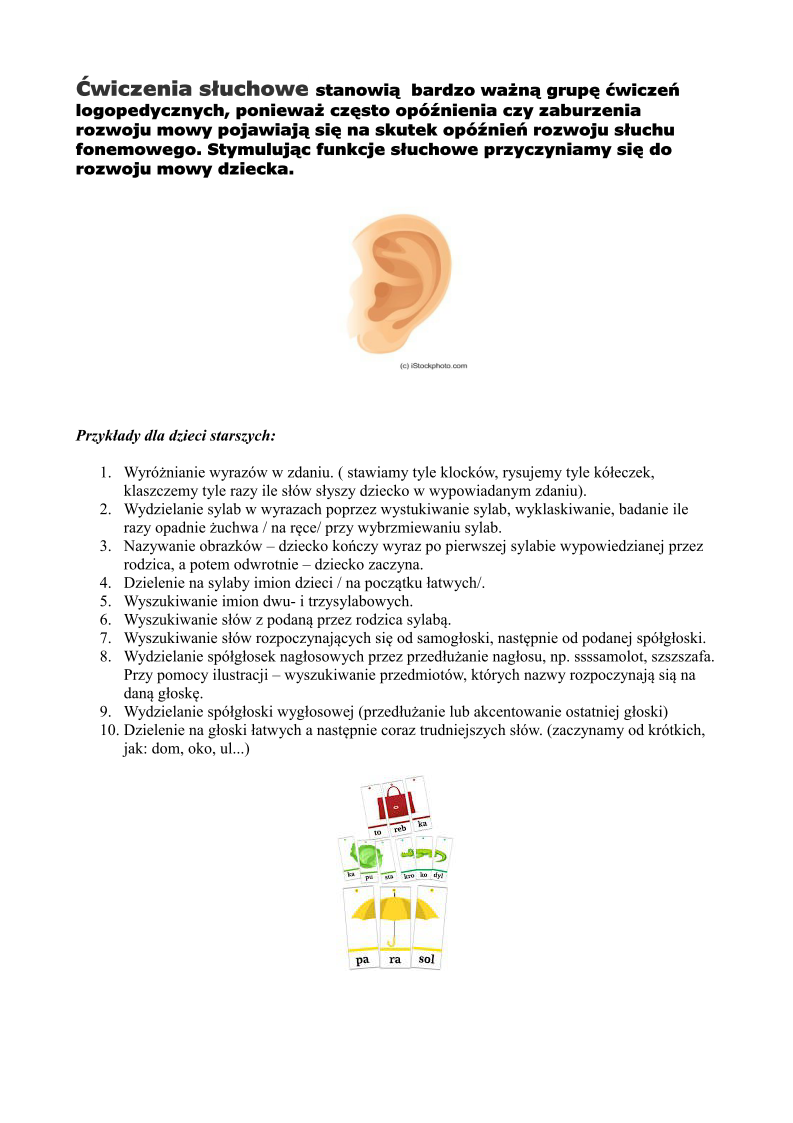 Ćwiczenia słuchowe stanowią bardzo ważną grupę ćwiczeń
logopedycznych, ponieważ często opóźnienia czy zaburzenia
rozwoju mowy pojawiają się na skutek opóźnień rozwoju słuchu
fonemowego. Stymulując funkcje słuchowe przyczyniamy się do
rozwoju mowy dziecka.
(c) iStockphoto.com
Przykłady dla dzieci starszych:
1. Wyróżnianie wyrazów w zdaniu. ( stawiamy tyle klocków, rysujemy tyle kółeczek,
klaszczemy tyle razy ile słów słyszy dziecko w wypowiadanym zdaniu).
2. Wydzielanie sylab w wyrazach poprzez wystukiwanie sylab, wyklaskiwanie, badanie ile
razy opadnie żuchwa / na ręce/ przy wybrzmiewaniu sylab.
3. Nazywanie obrazków – dziecko kończy wyraz po pierwszej sylabie wypowiedzianej przez
rodzica, a potem odwrotnie – dziecko zaczyna.
4. Dzielenie na sylaby imion dzieci / na początku łatwych/.
5. Wyszukiwanie imion dwu- i trzysylabowych.
6. Wyszukiwanie słów z podaną przez rodzica sylabą.
7. Wyszukiwanie słów rozpoczynających się od samogłoski, następnie od podanej spółgłoski.
8. Wydzielanie spółgłosek nagłosowych przez przedłużanie nagłosu, np. ssssamolot, szszszafa.
Przy pomocy ilustracji – wyszukiwanie przedmiotów, których nazwy rozpoczynają sią na
daną głoskę.
9. Wydzielanie spółgłoski wygłosowej (przedłużanie lub akcentowanie ostatniej głoski)
10. Dzielenie na głoski łatwych a następnie coraz trudniejszych słów. (zaczynamy od krótkich,
jak: dom, oko, ul...)
to reb ka
ka pu sta kro ko dyl
pa ra sol